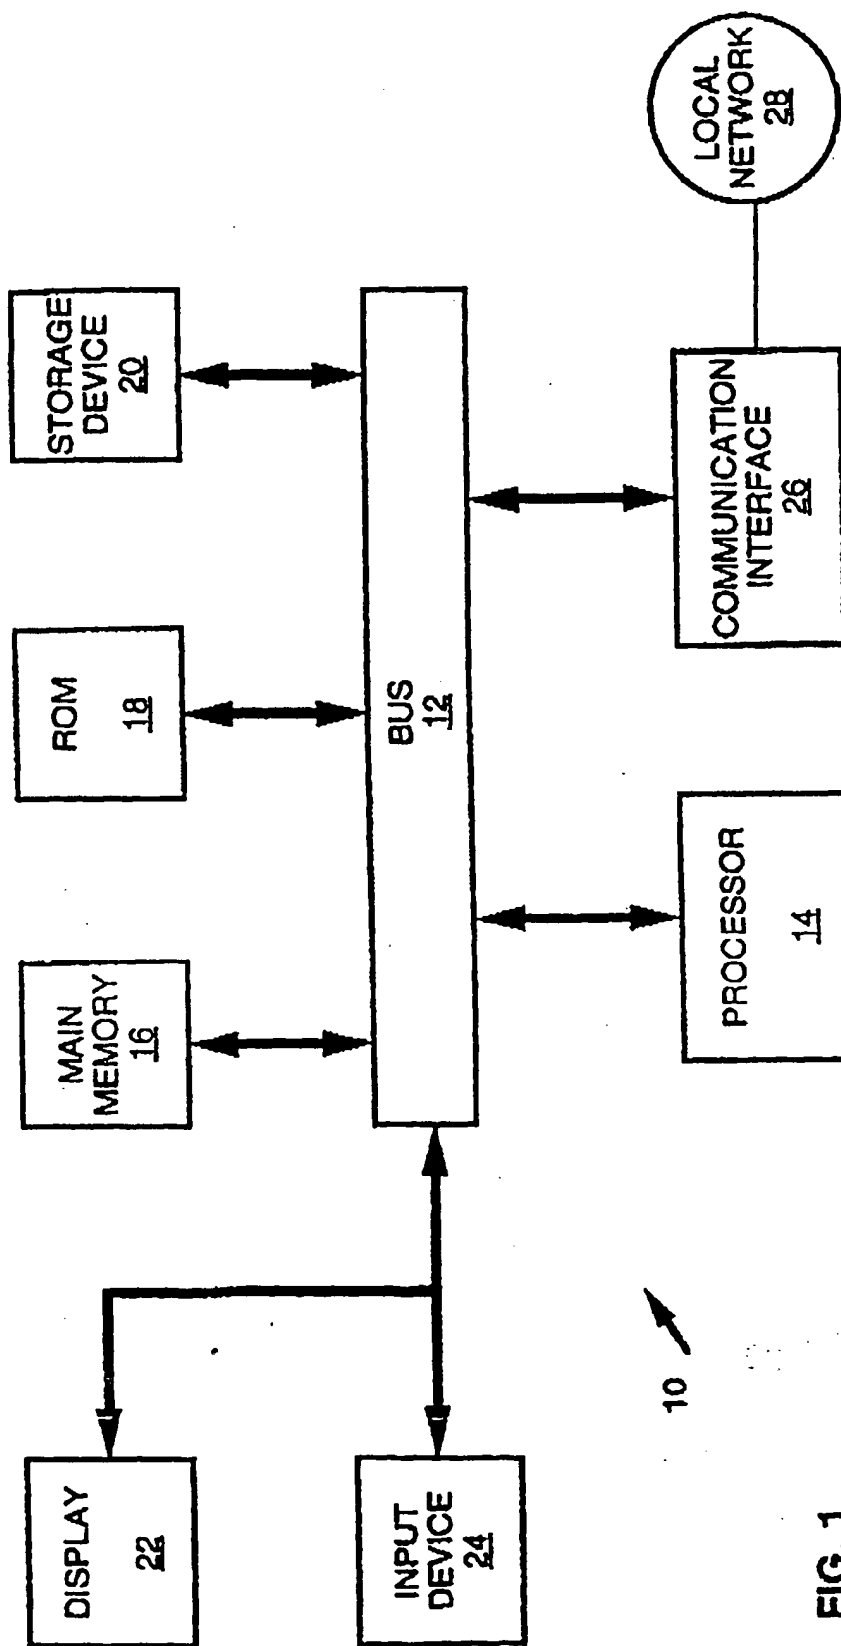 DISPLAY
22
INPUT
DEVICE
24
MAIN
MEMORY
16
ROM
18
STORAGE
DEVICE
20
BUS
12
PROCESSOR
14
COMMUNICATION
INTERFACE
26
LOCAL
NETWORK
28
10
FIG. 1